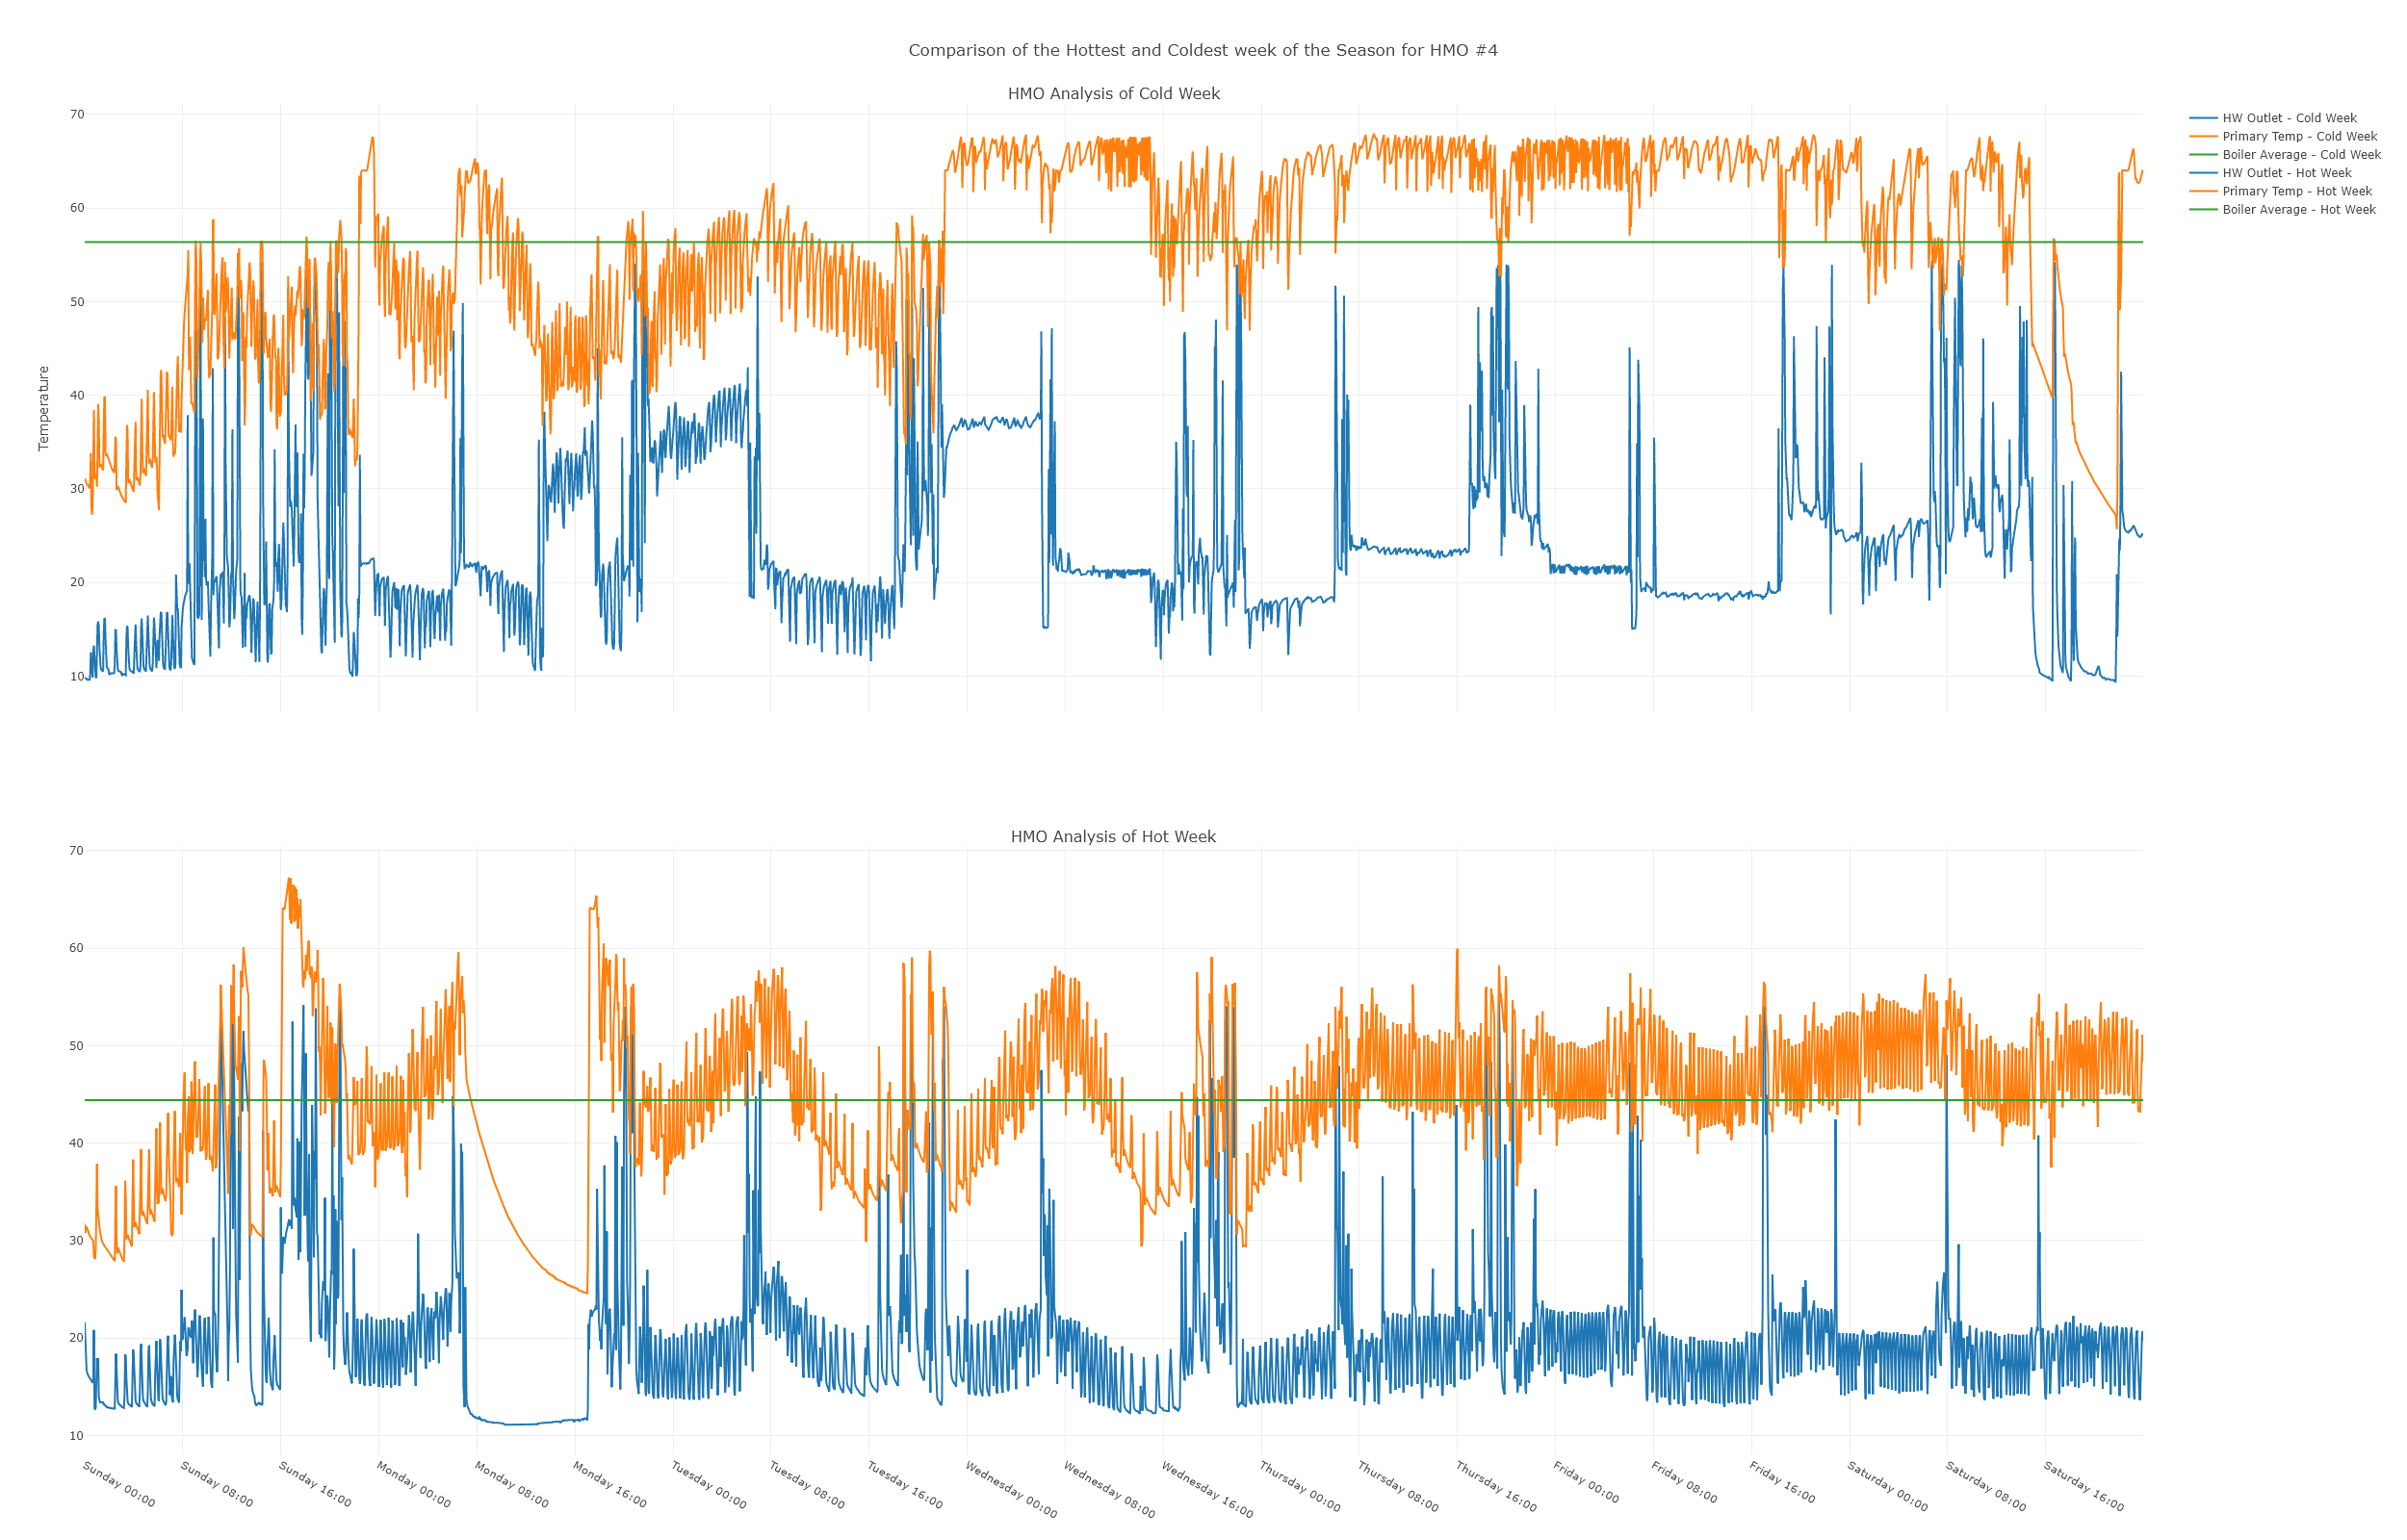 Comparison of the Hottest and Coldest week of the Season for HMO #4
HMO Analysis of Cold Week
HW Outlet - Cold Week
Primary Temp - Cold Week
Boiler Average - Cold Week
HW Outlet - Hot Week
Primary Temp - Hot Week
Boiler Average - Hot Week
70
60
50
40
30
20
10
Temperature
HMO Analysis of Hot Week
70
60
50
40
30
20
10
Sunday 00:00
Sunday 08:00
Sunday 16:00
Monday 00:00
Monday 08:00
Monday 16:00
Tuesday 00:00
Tuesday 08:00
Tuesday 16:00
Wednesday 00:00
Wednesday 08:00
Wednesday 16:00
Thursday 00:00
Thursday 08:00
Thursday 16:00
Friday 00:00
Friday 08:00
Friday 16:00
Saturday 00:00
Saturday 08:00
Saturday 16:00